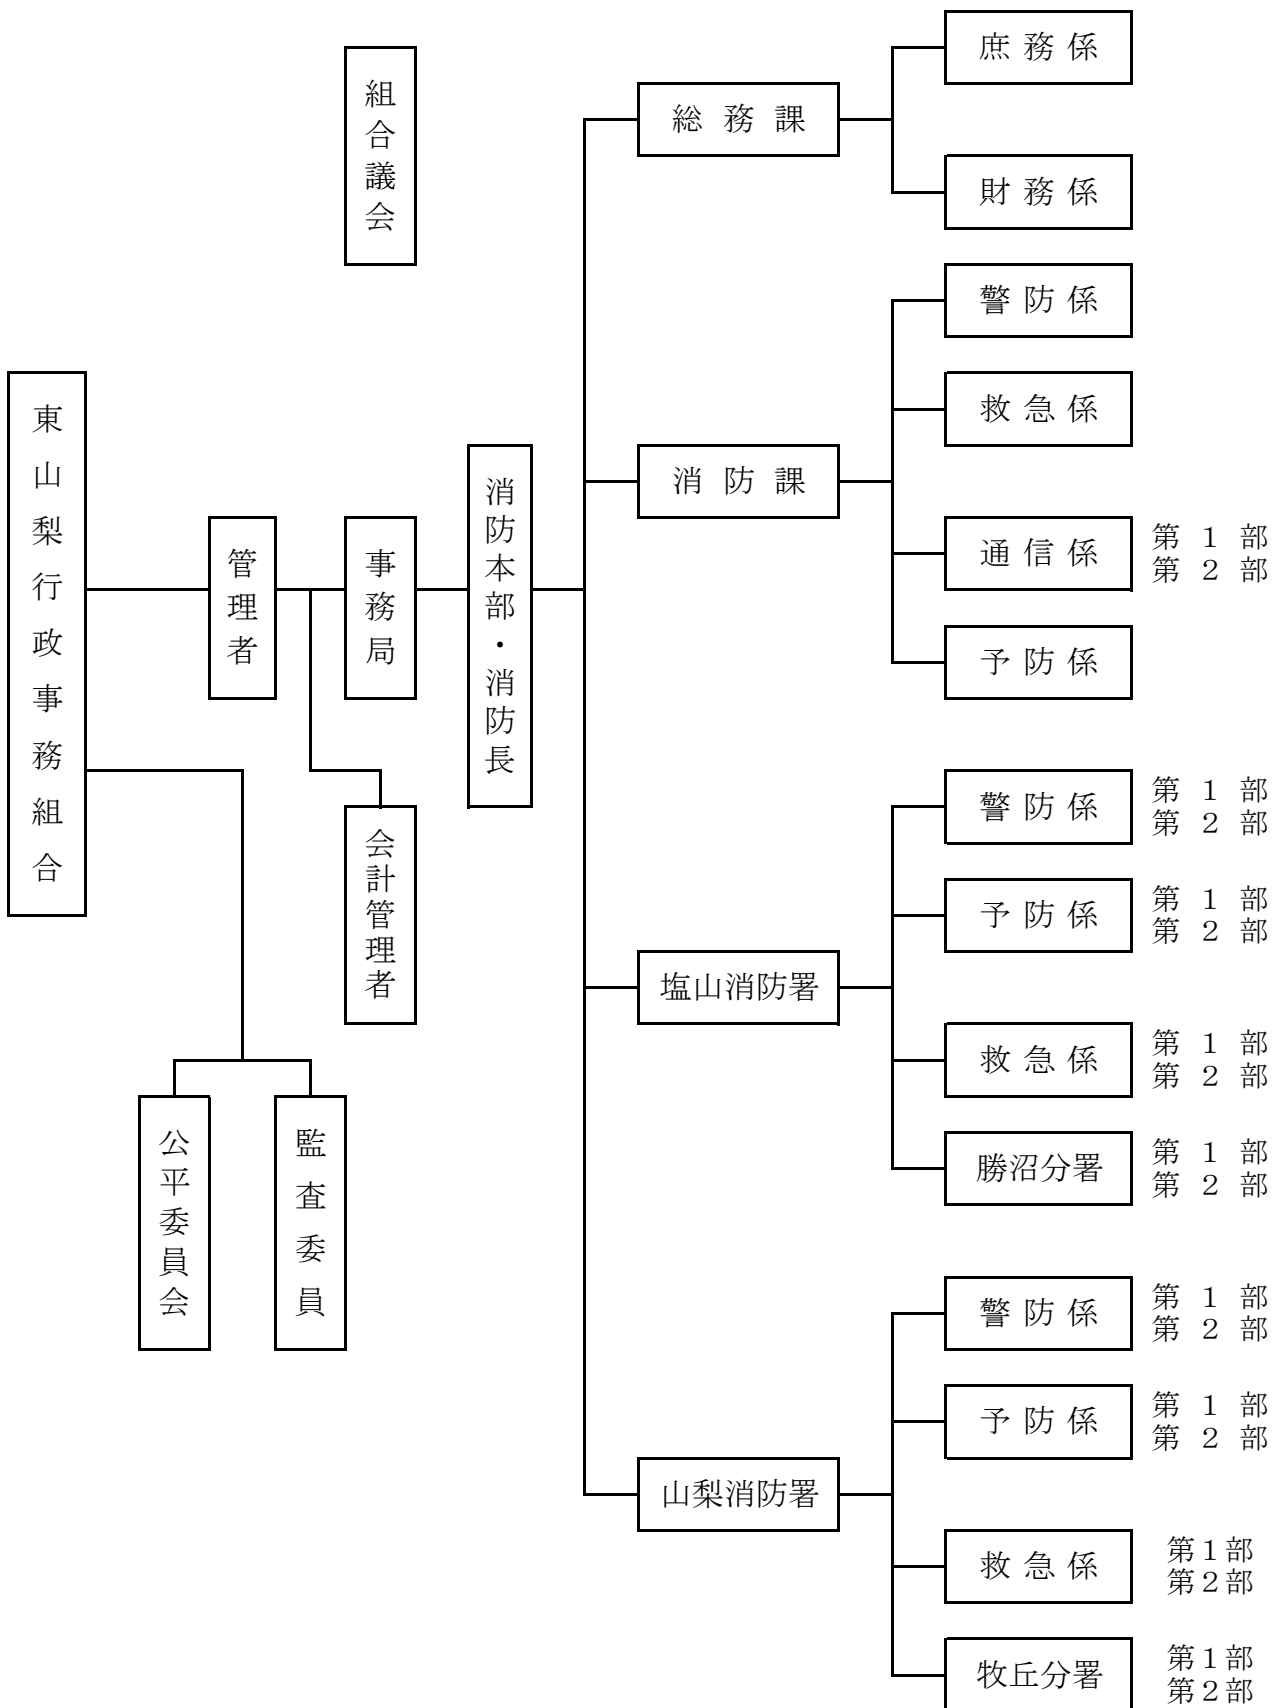 組合議会
東山梨行政事務組合
管理者
事務局
会計管理者
公平委員会
監査委員
消防本部・消防長
総務課
庶務係
財務係
消防課
警防係
救急係
通信係
第1部
第2部
予防係
塩山消防署
警防係
第1部
第2部
予防係
第1部
第2部
救急係
第1部
第2部
勝沼分署
第1部
第2部
山梨消防署
警防係
第1部
第2部
予防係
第1部
第2部
救急係
第1部
第2部
牧丘分署
第1部
第2部